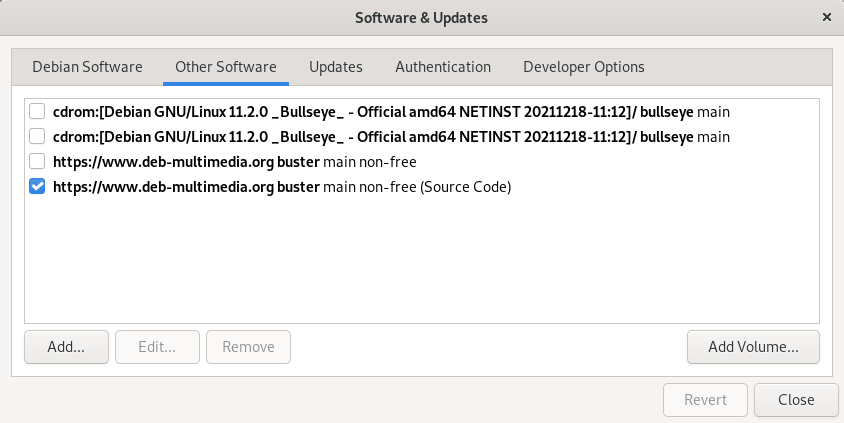 Software & Updates
×
Debian Software Other Software Updates Authentication Developer Options
cdrom:[Debian GNU/Linux 11.2.0 _Bullseye_ - Official amd64 NETINST 20211218-11:12]/ bullseye main
cdrom:[Debian GNU/Linux 11.2.0 _Bullseye_ - Official amd64 NETINST 20211218-11:12]/ bullseye main
https://www.deb-multimedia.org buster main non-free
https://www.deb-multimedia.org buster main non-free (Source Code)
Add... Edit... Remove Add Volume...
Revert Close